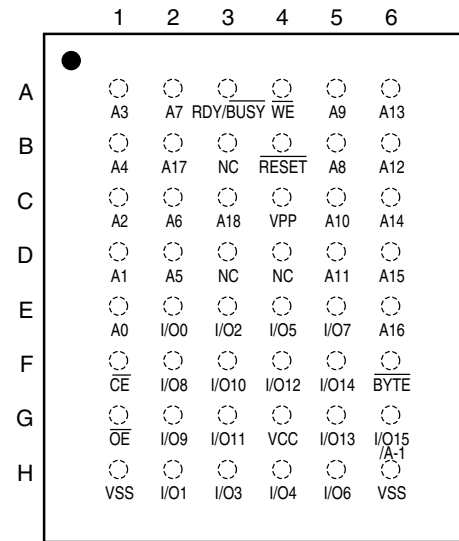 1 2 3 4 5 6
A
A3 A7 RDY/BUSY WE A9 A13
B
A4 A17 NC RESET A8 A12
C
A2 A6 A18 VPP A10 A14
D
A1 A5 NC NC A11 A15
E
A0 I/O0 I/O2 I/O5 I/O7 A16
F
CE I/O8 I/O10 I/O12 I/O14 BYTE
G
OE I/O9 I/O11 VCC I/O13 I/O15
/A-1
H
VSS I/O1 I/O3 I/O4 I/O6 VSS